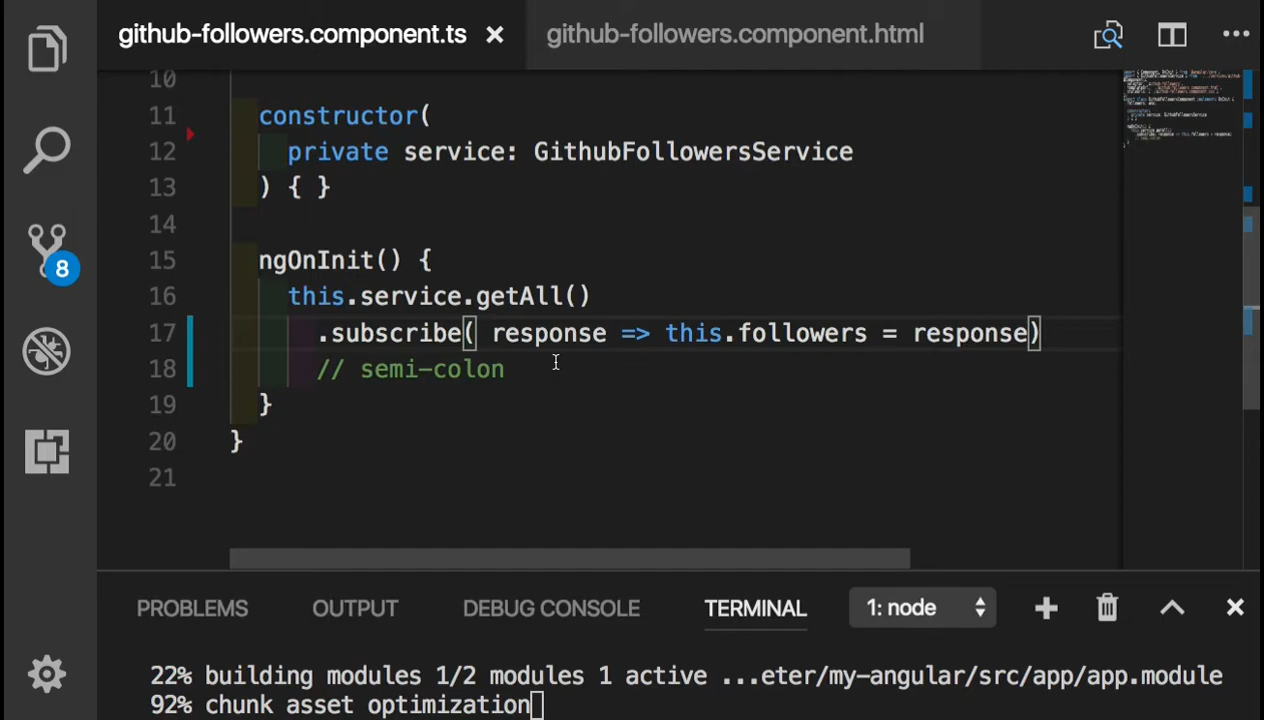 github-followers.component.ts
github-followers.component.html
10
11 constructor(
12 private service: GithubFollowersService
13 ) { }
14
15 ngOnInit() {
16 this.service.getAll()
17 .subscribe( response => this.followers = response)
18 // semi-colon
19 }
20 }
21
8
PROBLEMS OUTPUT DEBUG CONSOLE TERMINAL 1: node
22% building modules 1/2 modules 1 active ...eter/my-angular/src/app/app.module
92% chunk asset optimization